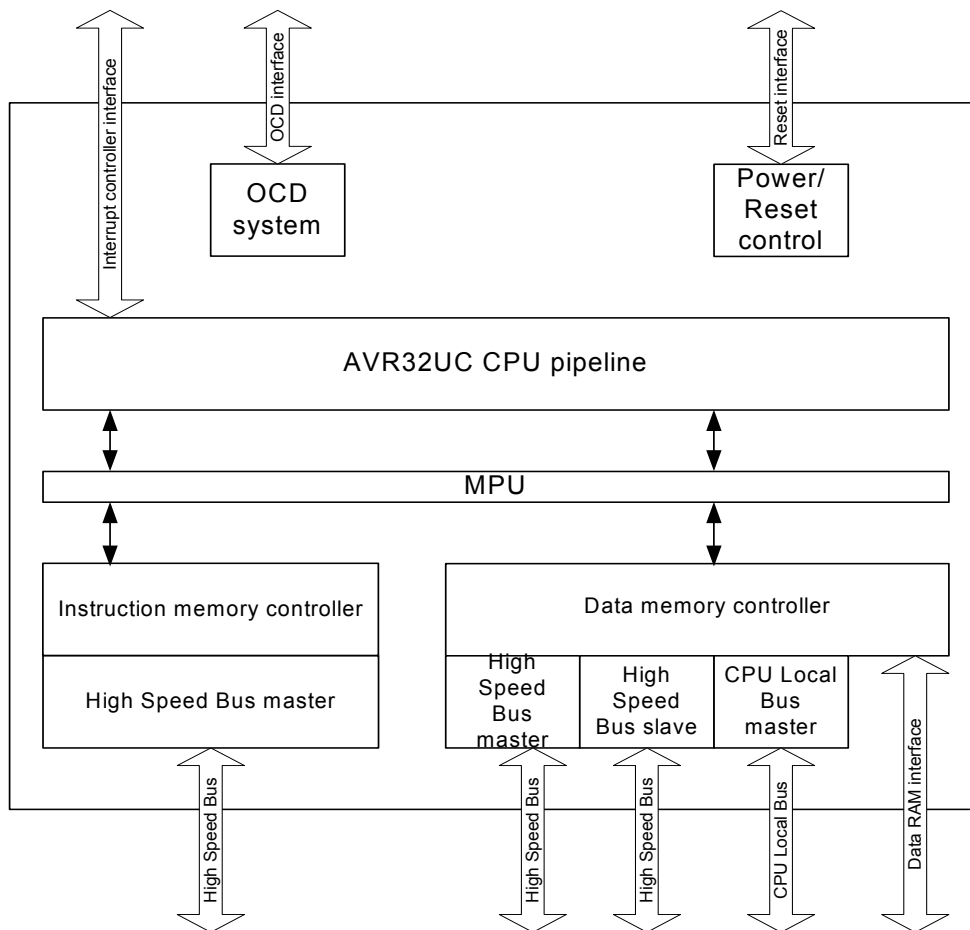 Interrupt controller interface
OCD interface
Reset interface
OCD
system
Power/
Reset
control
AVR32UC CPU pipeline
MPU
Instruction memory controller
High Speed Bus master
Data memory controller
High
Speed
Bus
master
High
Speed
Bus slave
CPU Local
Bus
master
High Speed Bus
High Speed Bus
High Speed Bus
CPU Local Bus
Data RAM interface